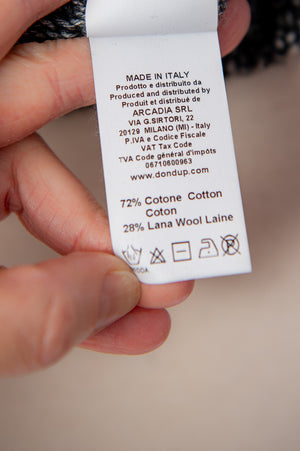 MADE IN ITALY
Prodotto e distribuito da
Produced and distributed by
Produit et distribué de
ARCADIA SRL
VIA G.SIRTORI, 22
20129 MILANO (MI) - Italy
P.IVA e Codice Fiscale
VAT Tax Code
TVA Code général d'impôts
06710600963
www.dondup.com
72% Cotone Cotton
Coton
28% Lana Wool Laine